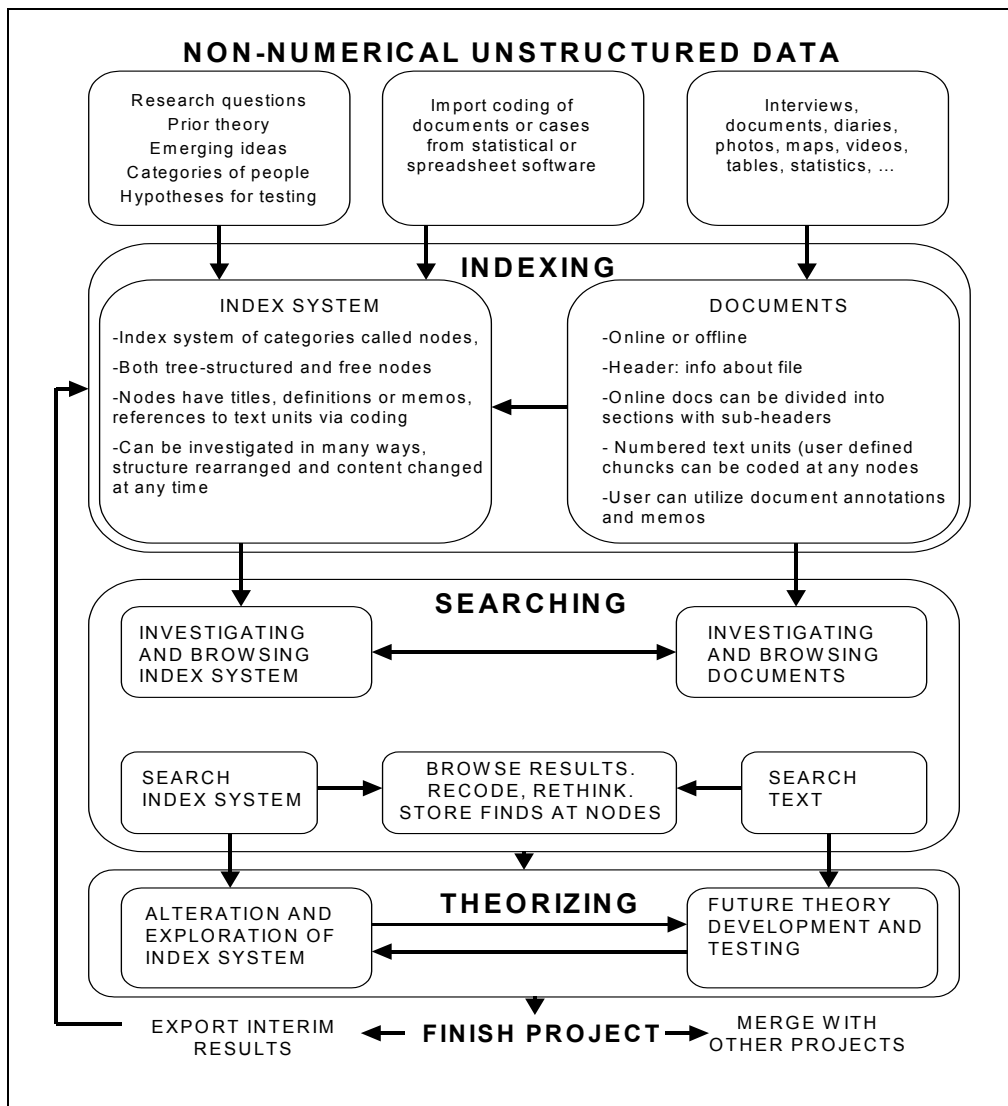 NON-NUMERICAL UNSTRUCTURED DATA
Research questions
Prior theory
Emerging ideas
Categories of people
Hypotheses for testing
Import coding of
documents or cases
from statistical or
spreadsheet software
Interviews,
documents, diaries,
photos, maps, videos,
tables, statistics, ...
INDEXING
INDEX SYSTEM
-Index system of categories called nodes,
-Both tree-structured and free nodes
-Nodes have titles, definitions or memos,
references to text units via coding
-Can be investigated in many ways,
structure rearranged and content changed
at any time
DOCUMENTS
-Online or offline
-Header: info about file
-Online docs can be divided into
sections with sub-headers
- Numbered text units (user defined
chuncks can be coded at any nodes
-User can utilize document annotations
and memos
SEARCHING
INVESTIGATING
AND BROWSING
INDEX SYSTEM
INVESTIGATING
AND BROWSING
DOCUMENTS
SEARCH
INDEX SYSTEM
BROWSE RESULTS.
RECODE, RETHINK.
STORE FINDS AT NODES
SEARCH
TEXT
THEORIZING
ALTERATION AND
EXPLORATION OF
INDEX SYSTEM
FUTURE THEORY
DEVELOPMENT AND
TESTING
EXPORT INTERIM
RESULTS
FINISH PROJECT
MERGE WITH
OTHER PROJECTS